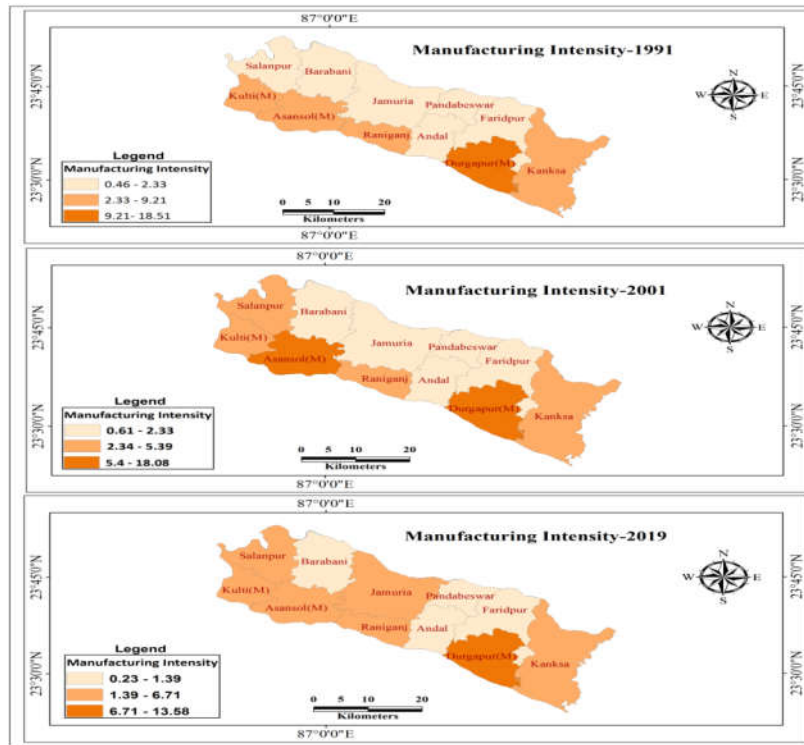 87°0'0"E
Manufacturing Intensity-1991
Salanpur
Barabani
N
W E
S
23°45'0"N
23°45'0"N
Kulti(M)
Jamuria
Pandabeswar
Asansol(M)
Faridpur
Raniganj
Andal
Durgapur(M)
Kanksa
Legend
Manufacturing Intensity
0.46 - 2.33
2.33 - 9.21
9.21- 18.51
23°30'0"N
23°30'0"N
0 5 10 20
Kilometers
87°0'0"E
Manufacturing Intensity-2001
Salanpur
Barabani
N
W E
S
23°45'0"N
23°45'0"N
Kulti(M)
Jamuria
Pandabeswar
Asansol(M)
Faridpur
Raniganj
Andal
Durgapur(M)
Kanksa
Legend
Manufacturing Intensity
0.61 - 2.33
2.34 - 5.39
5.4 - 18.08
23°30'0"N
23°30'0"N
0 5 10 20
Kilometers
87°0'0"E
Manufacturing Intensity-2019
Salanpur
Barabani
N
W E
S
23°45'0"N
23°45'0"N
Kulti(M)
Jamuria
Pandabeswar
Asansol(M)
Faridpur
Raniganj
Andal
Durgapur(M)
Kanksa
Legend
Manufacturing Intensity
0.23 - 1.39
1.39 - 6.71
6.71 - 13.58
23°30'0"N
23°30'0"N
0 5 10 20
Kilometers
87°0'0"E